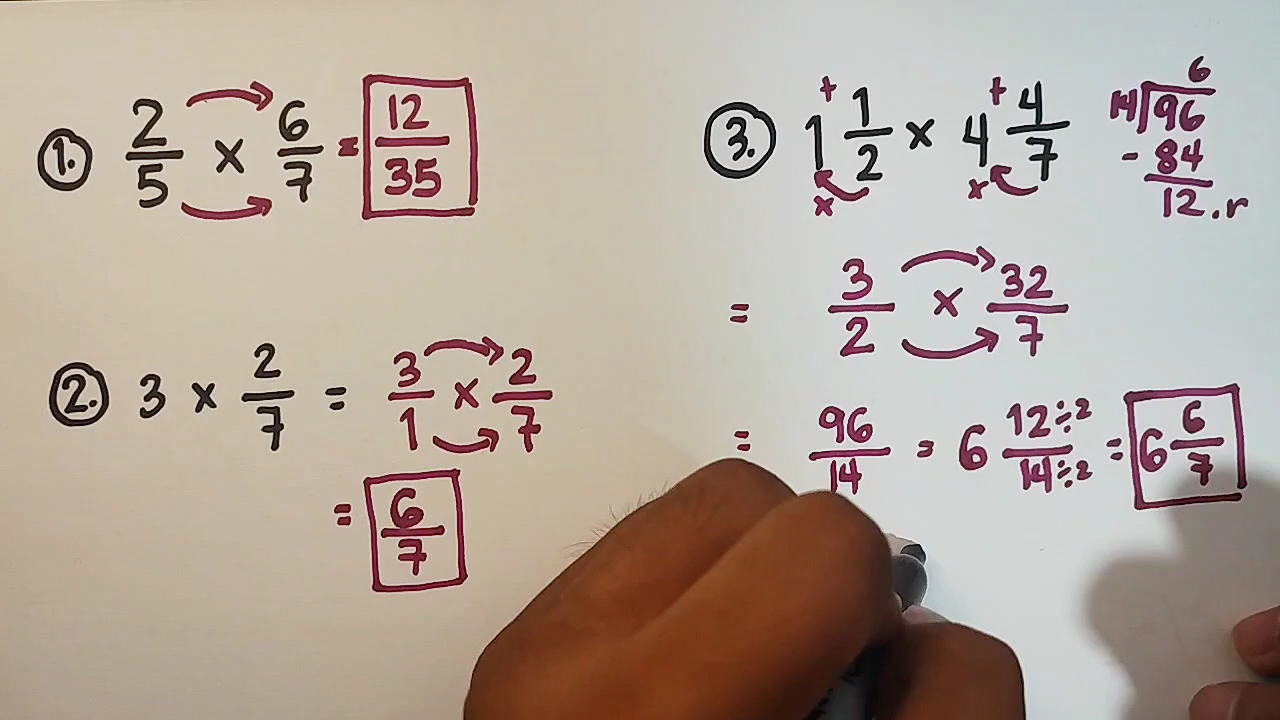 1. 2/5 x 6/7 = 12/35
2. 3 x 2/7 = 3/1 x 2/7
= 6/7
3. 1 + 1/2 x 4 + 4/7
x x
= 3/2 x 32/7
= 96/14 = 6 12÷2/14÷2 = 6 6/7
6
14)96
- 84
12.r